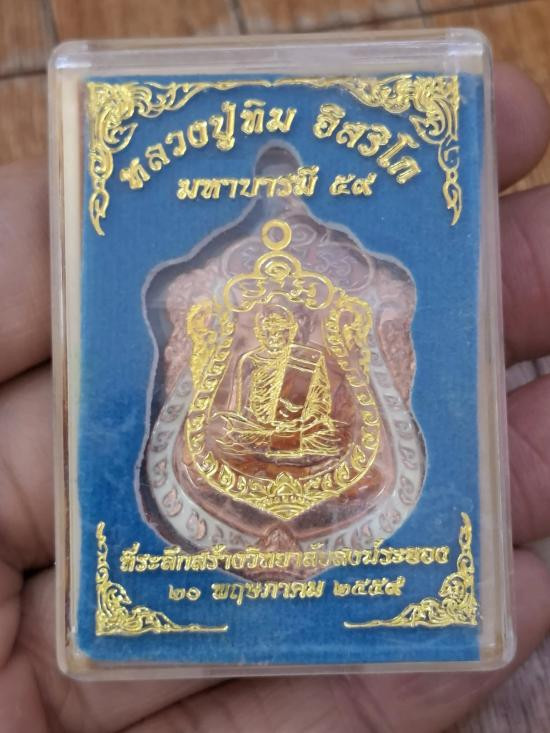 หลวงปู่ทิม อิสริโก
มหาบารมี ๕๙
ที่ระลึกสร้างวิทยาลัยสงฆ์ระยอง
๒๐ พฤษภาคม ๒๕๕๙